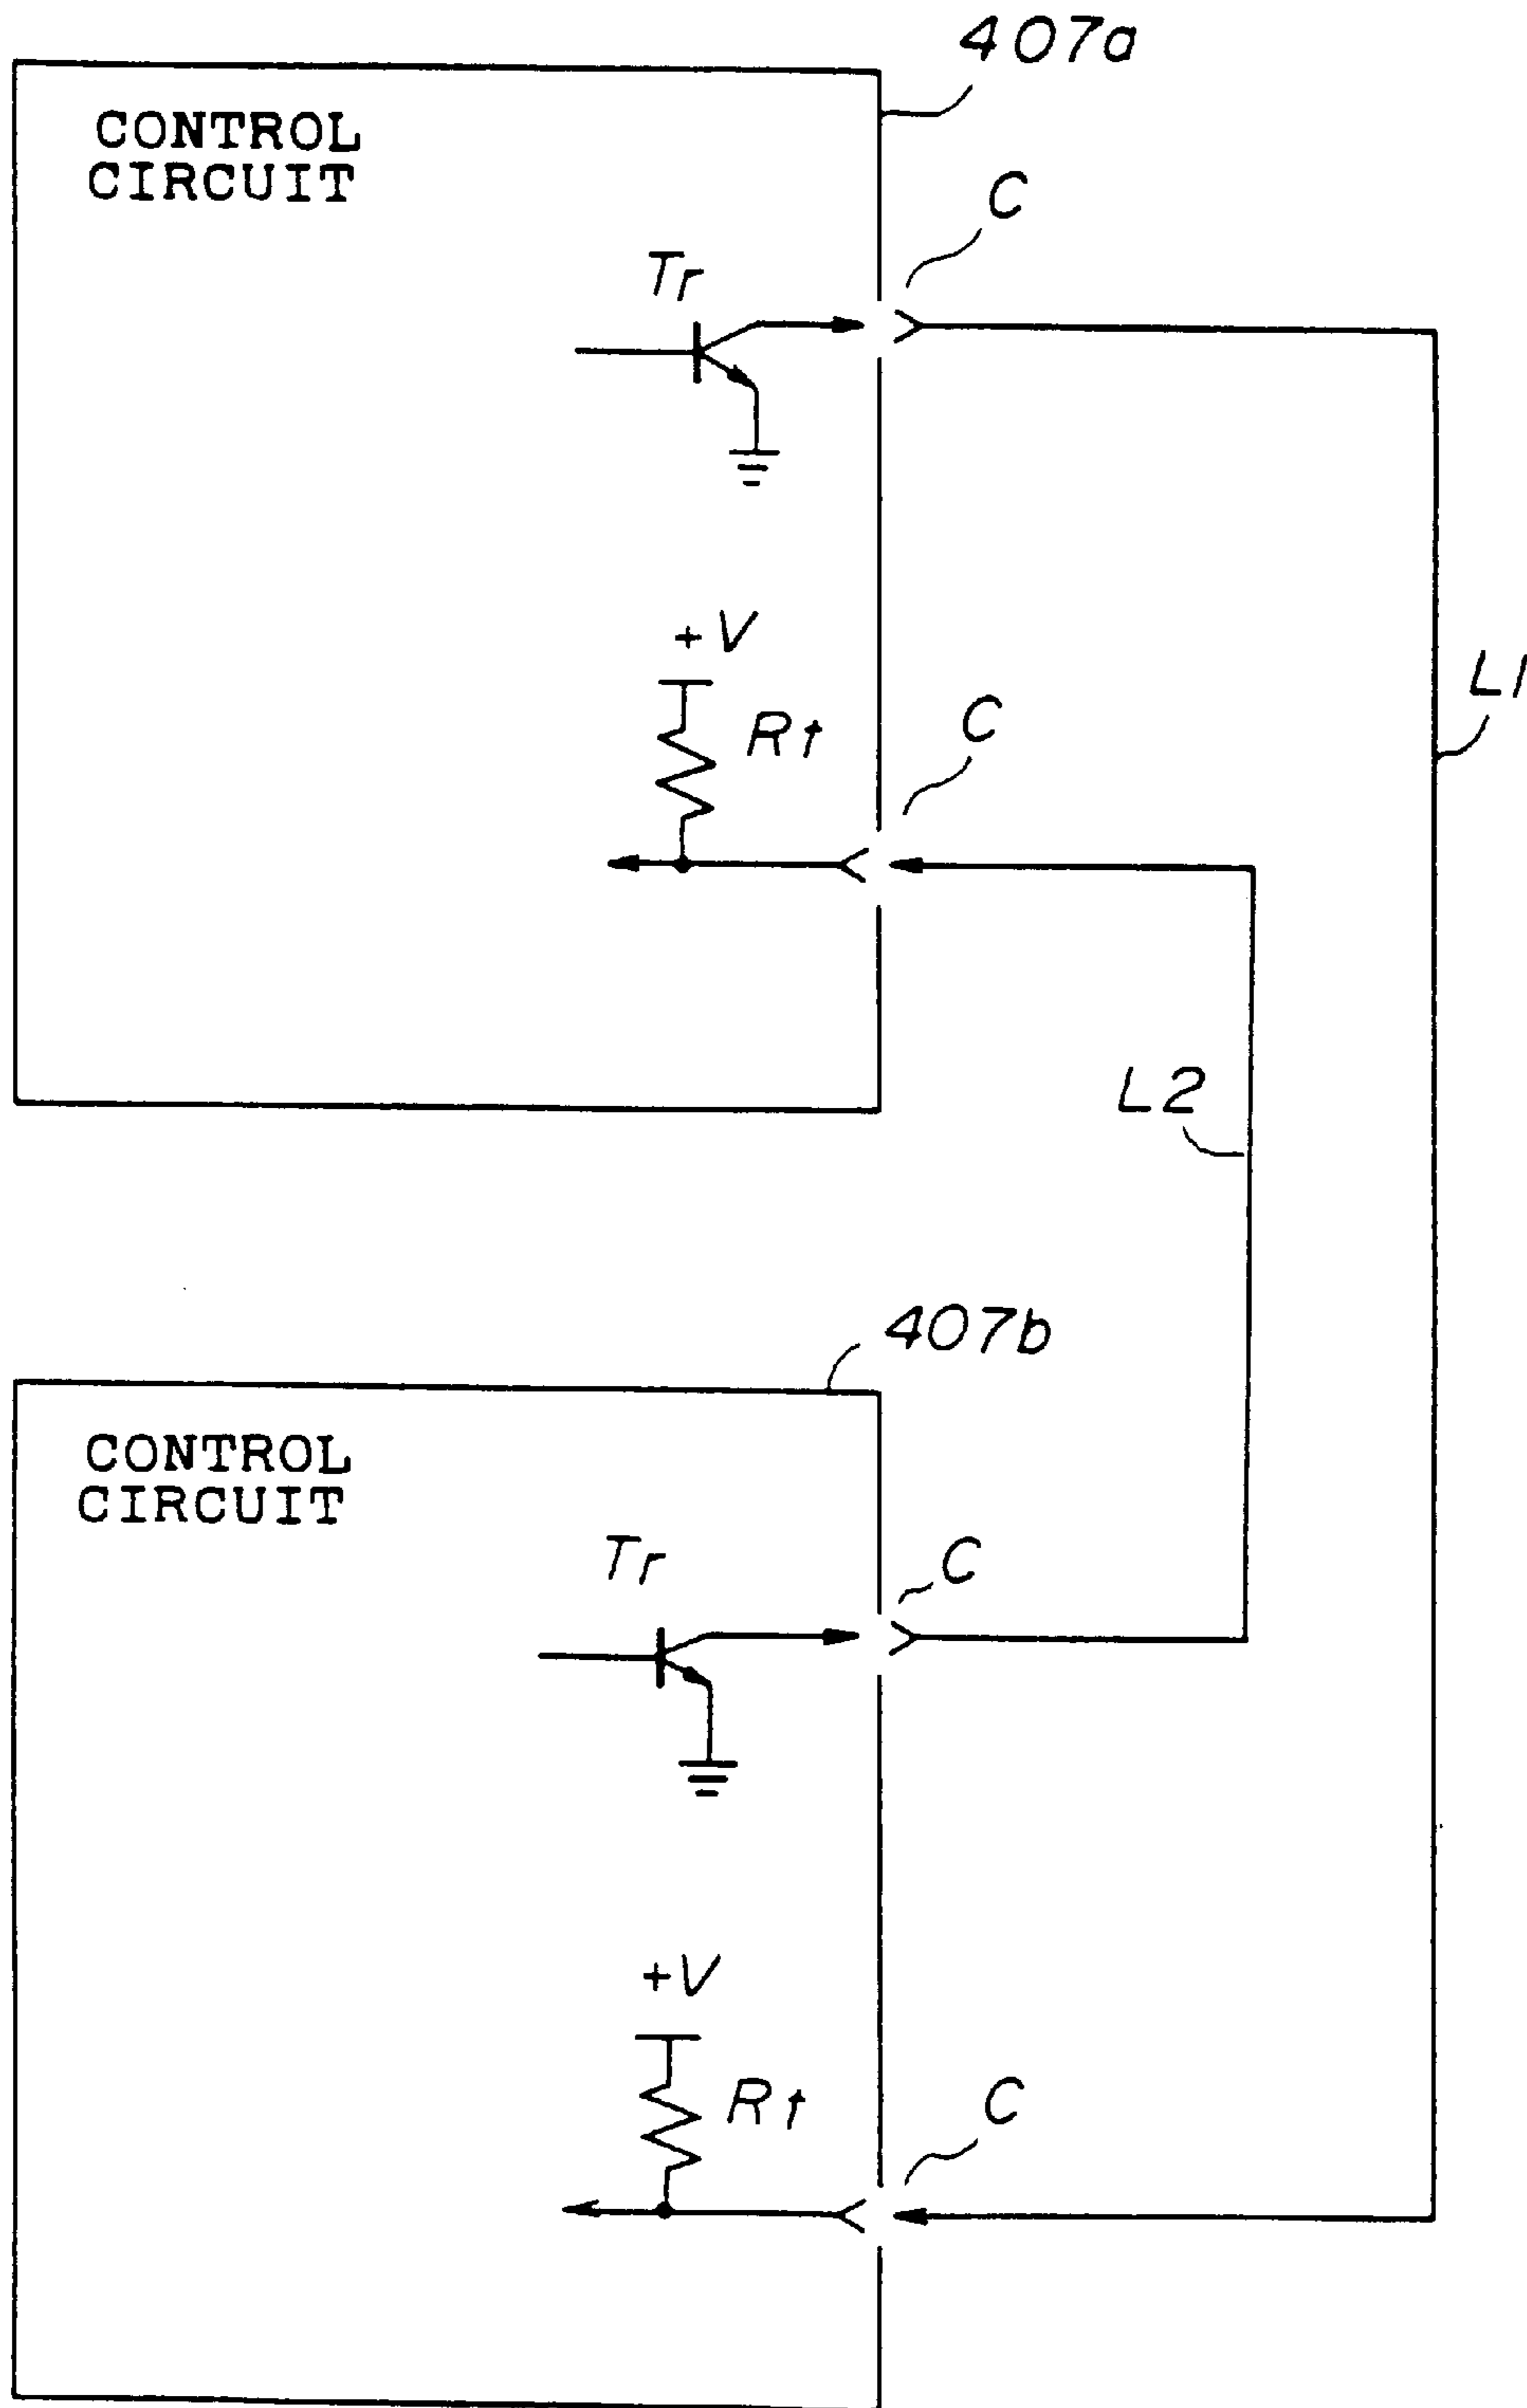 407a
CONTROL
CIRCUIT
C
Tr
+V
L1
Rt
C
L2
407b
CONTROL
CIRCUIT
Tr
C
+V
Rt
C